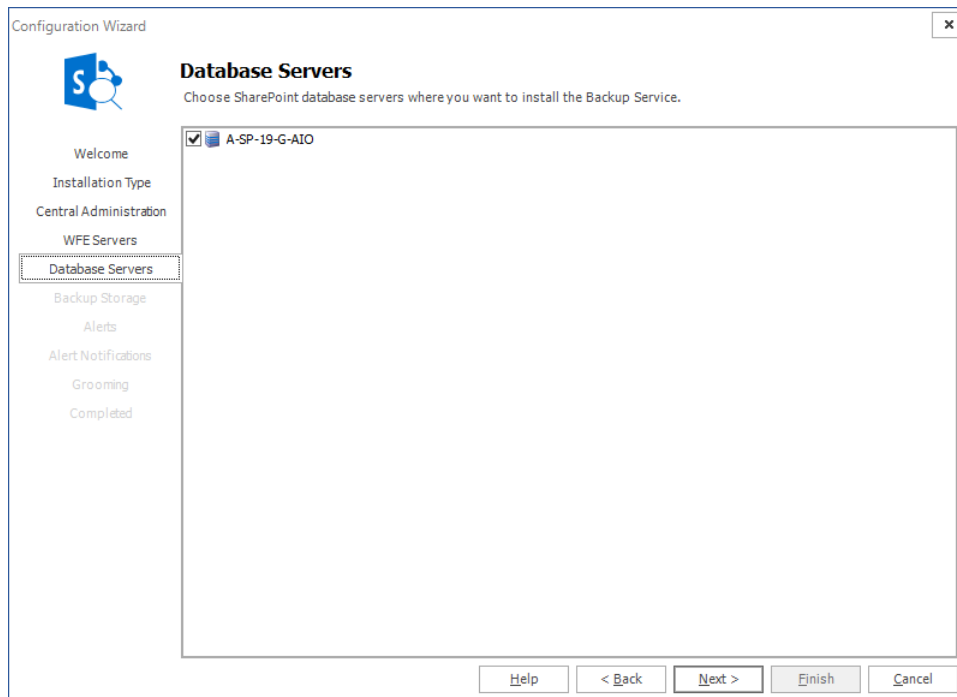 Configuration Wizard
S
Database Servers
Choose SharePoint database servers where you want to install the Backup Service.
A-SP-19-G-AIO
Welcome
Installation Type
Central Administration
WFE Servers
Database Servers
Backup Storage
Alerts
Alert Notifications
Grooming
Completed
Help
< Back
Next >
Finish
Cancel